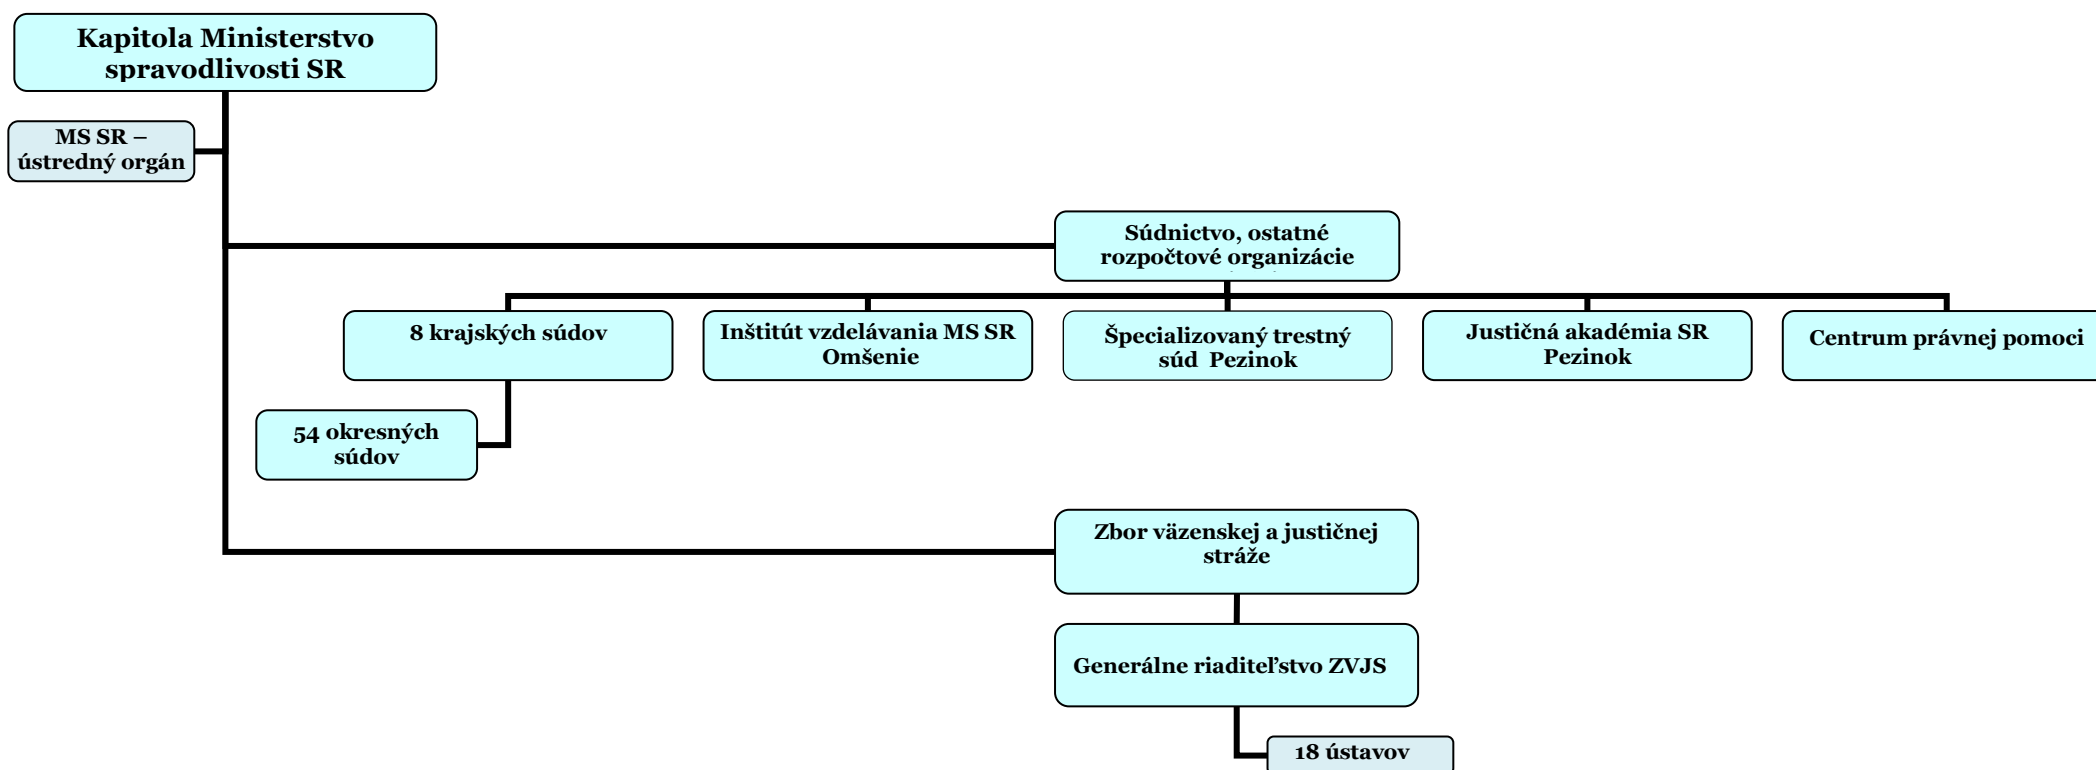 Kapitola Ministerstvo
spravodlivosti SR
MS SR –
ústredný orgán
Súdnictvo, ostatné
rozpočtové organizácie
8 krajských súdov
Inštitút vzdelávania MS SR
Omšenie
Špecializovaný trestný
súd Pezinok
Justičná akadémia SR
Pezinok
Centrum právnej pomoci
54 okresných
súdov
Zbor väzenskej a justičnej
stráže
Generálne riaditeľstvo ZVJS
18 ústavov